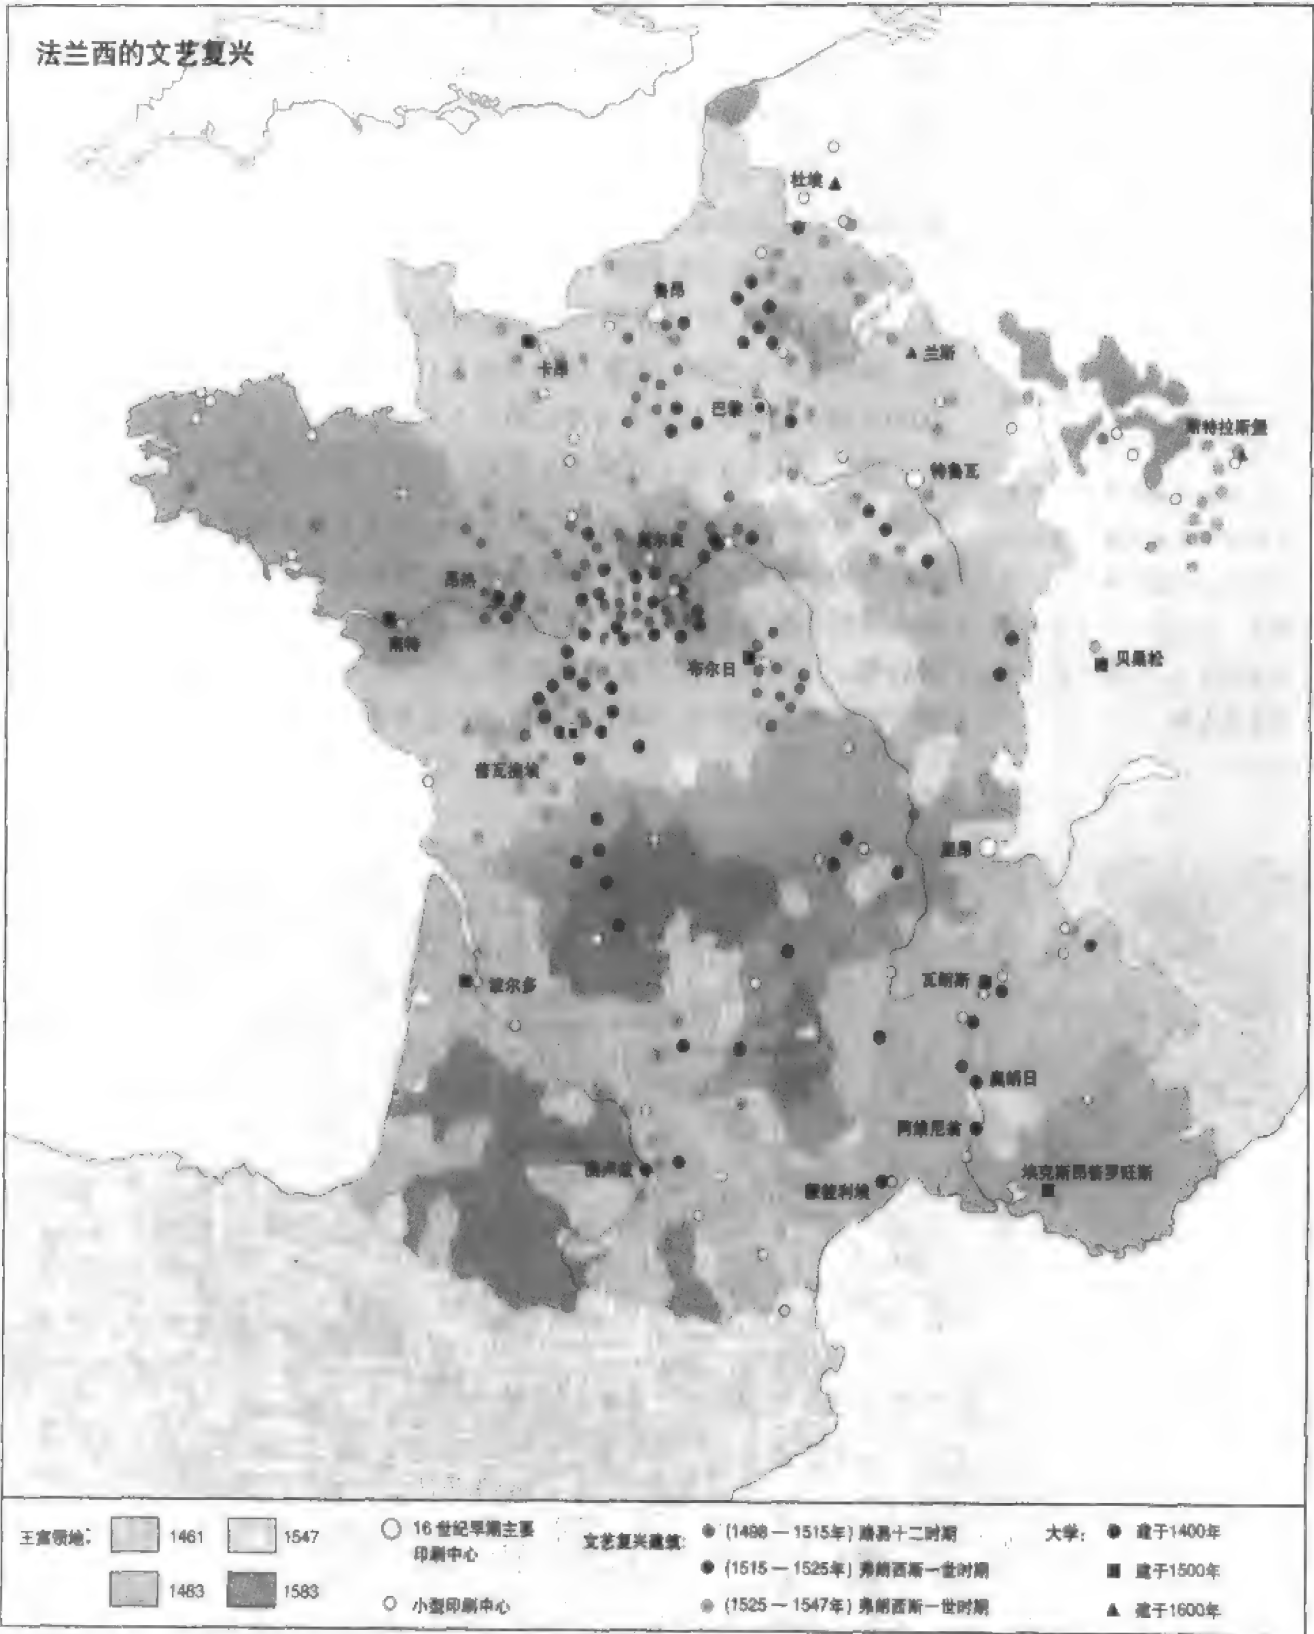 法兰西的文艺复兴
杜埃
鲁昂
兰斯
卡昂
巴黎
斯特拉斯堡
特鲁瓦
奥尔良
昂热
南特
布尔日
贝桑松
普瓦捷埃
里昂
波尔多
瓦朗斯
奥朗日
阿维尼翁
图卢兹
蒙彼利埃
埃克斯昂普罗旺斯
王室领地:
1461
1547
1483
1583
16世纪早期主要
印刷中心
小型印刷中心
文艺复兴建筑:
(1498—1515年)路易十二时期
(1515—1525年)弗朗西斯一世时期
(1525—1547年)弗朗西斯一世时期
大学:
建于1400年
建于1500年
建于1600年